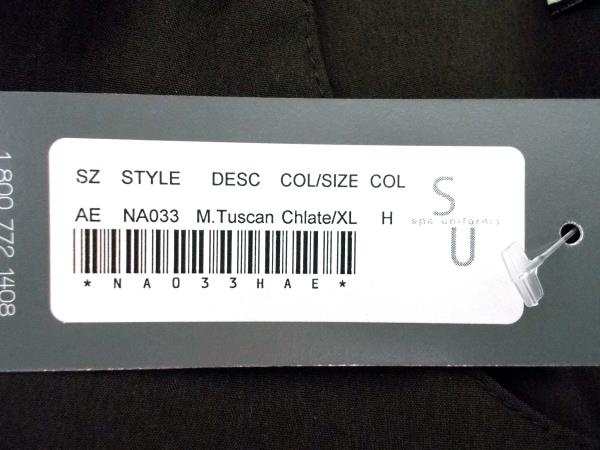 SZ STYLE DESC COL/SIZE COL
AE NA033 M.Tuscan Chlate/XL H
*NA033HAE*
S
spa uniforms
U
1 800 772 1408